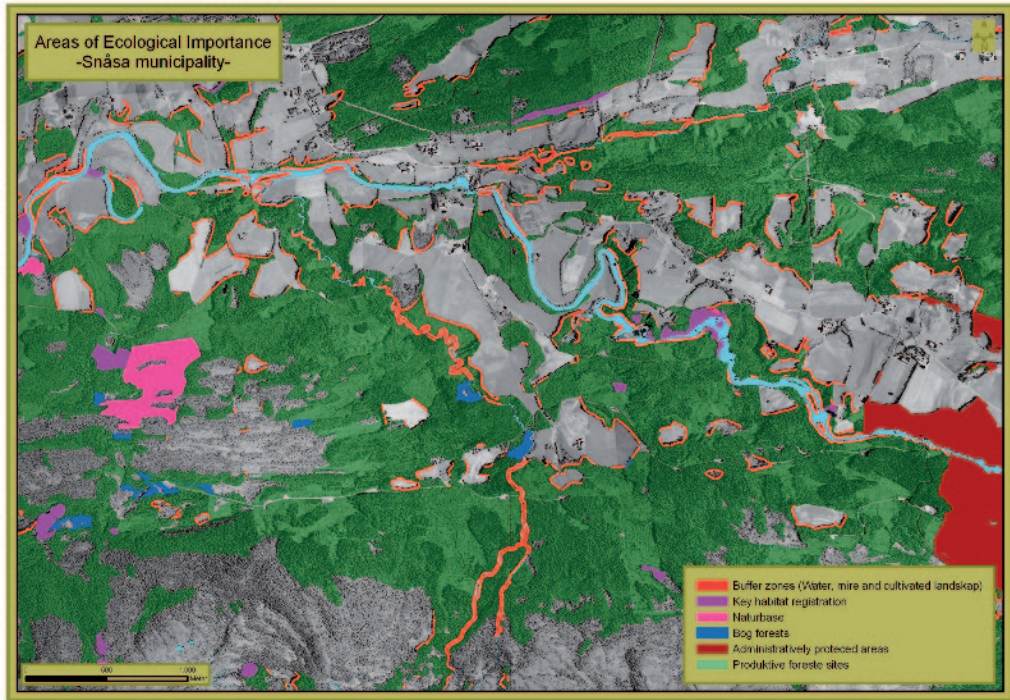 Areas of Ecological Importance
-Snåsa municipality-
Buffer zones (Water, mire and cultivated landskap)
Key habitat registration
Naturbase
Bog forests
Administratively proteced areas
Produktive foreste sites
500
1,000
Meter